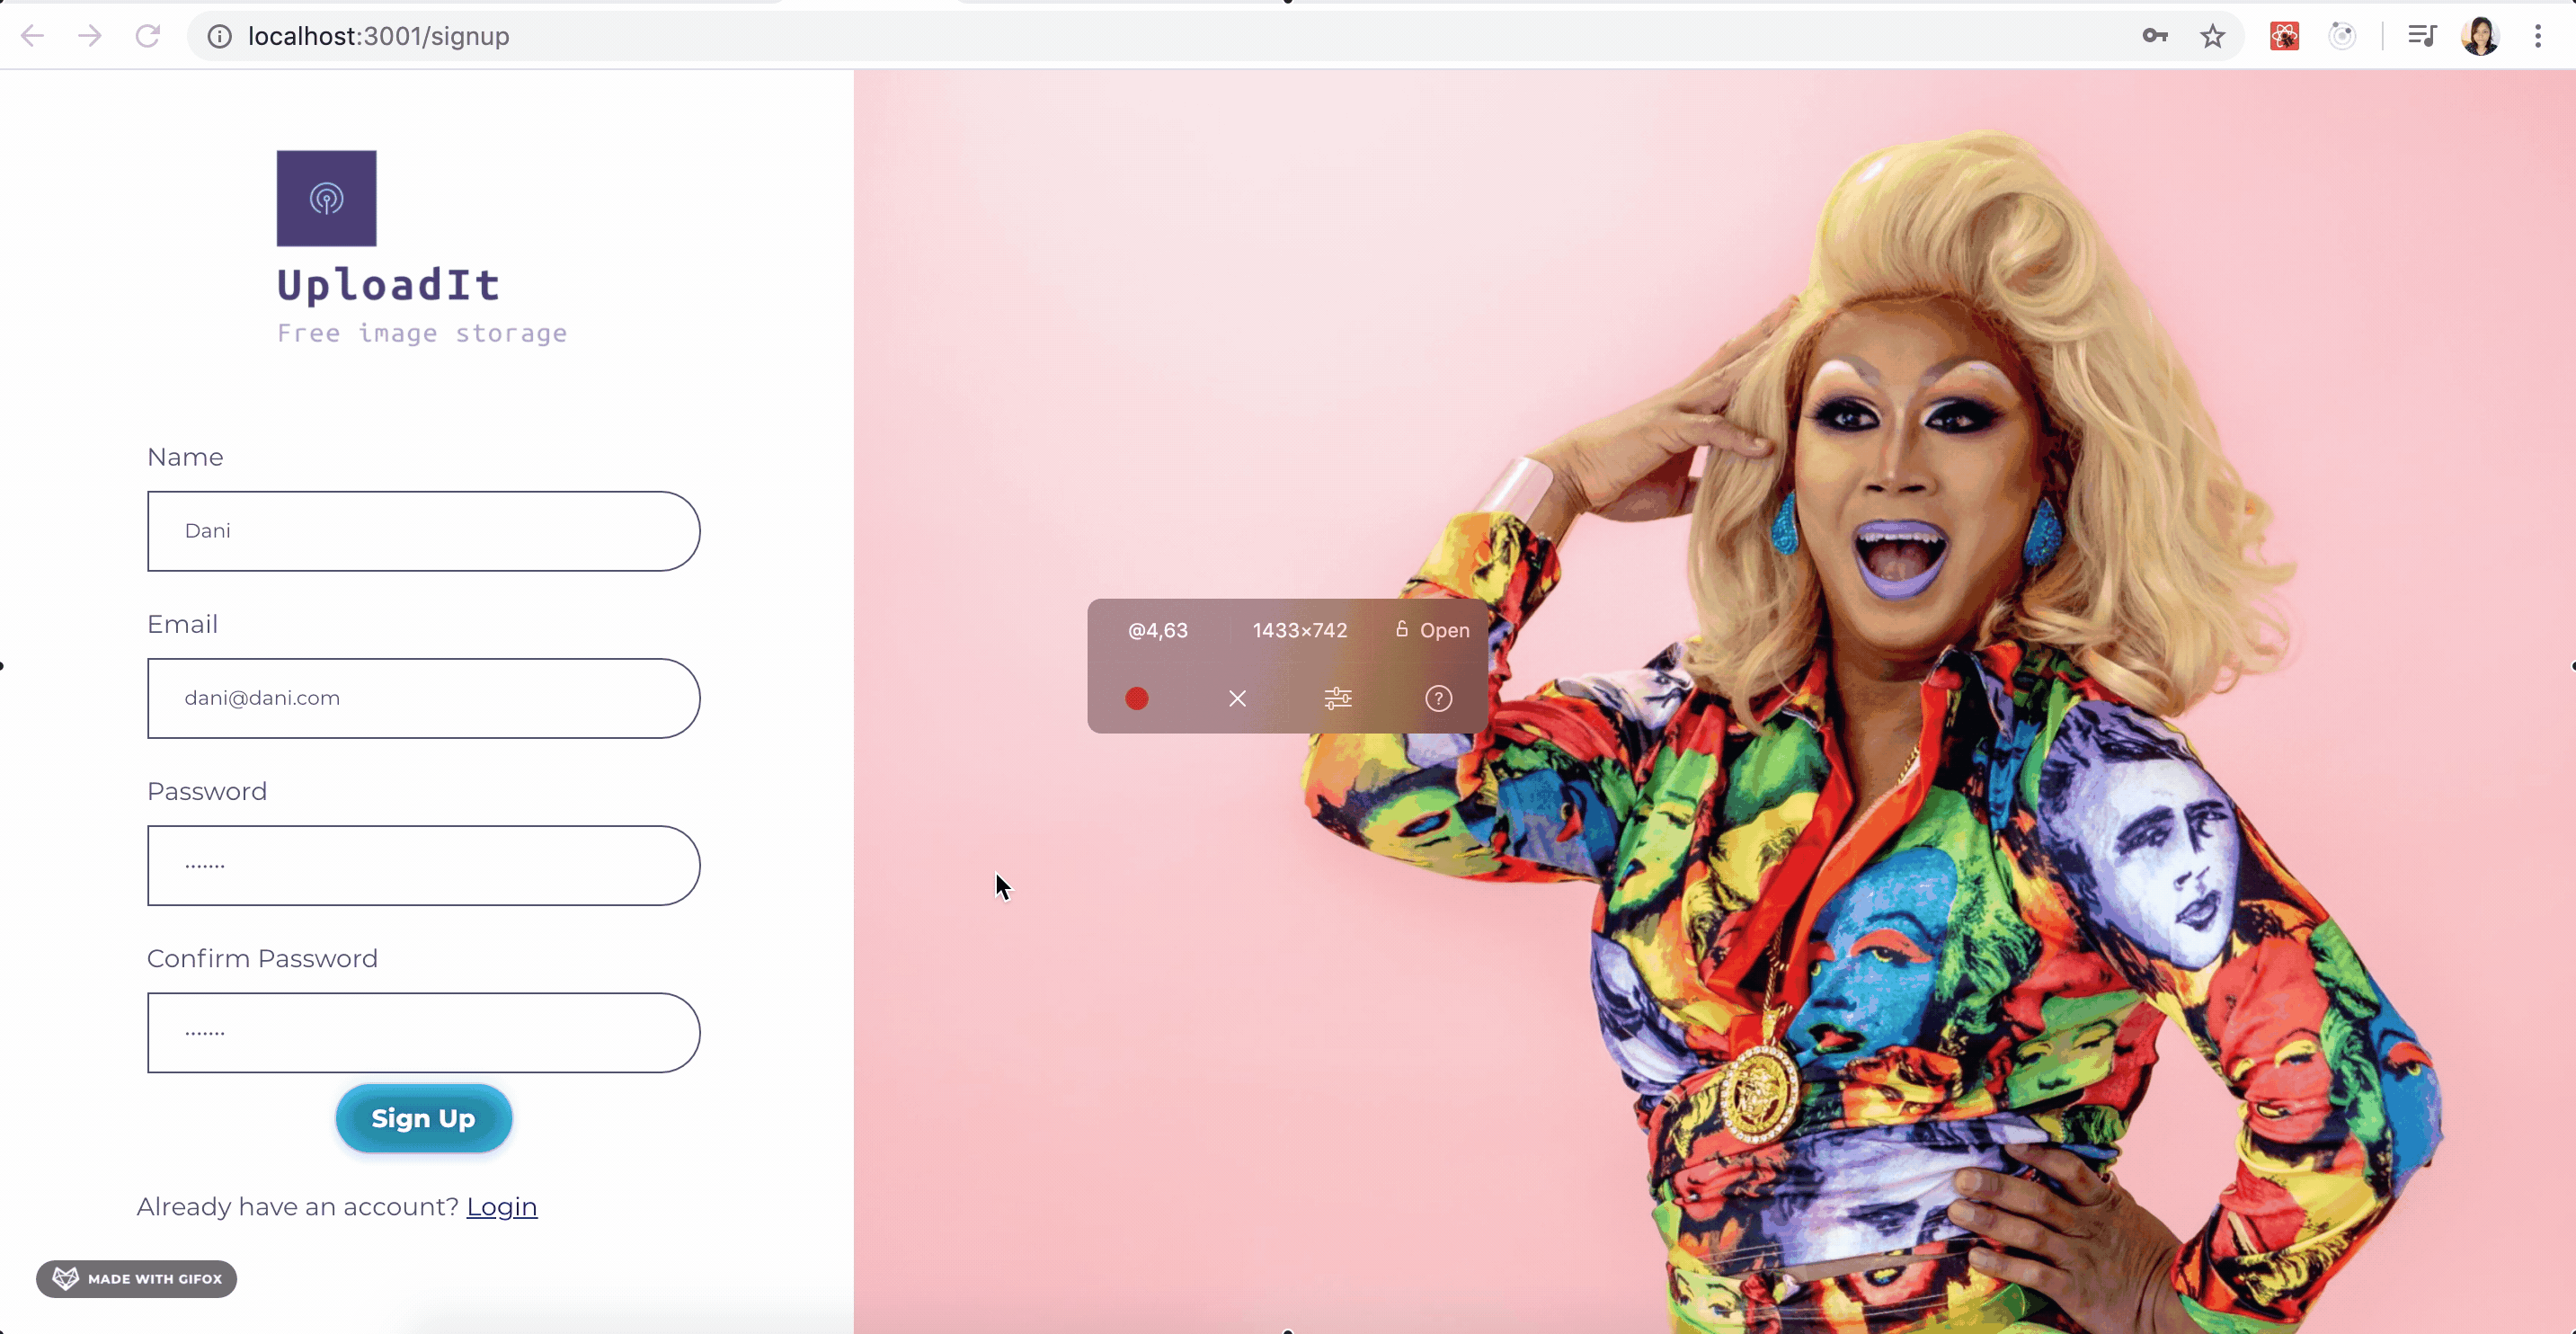 localhost:3001/signup
UploadIt
Free image storage
Name
Dani
Email
dani@dani.com
Password
·······
Confirm Password
·······
Sign Up
Already have an account? Login
MADE WITH GIFOX
@4,63 1433×742 Open
?